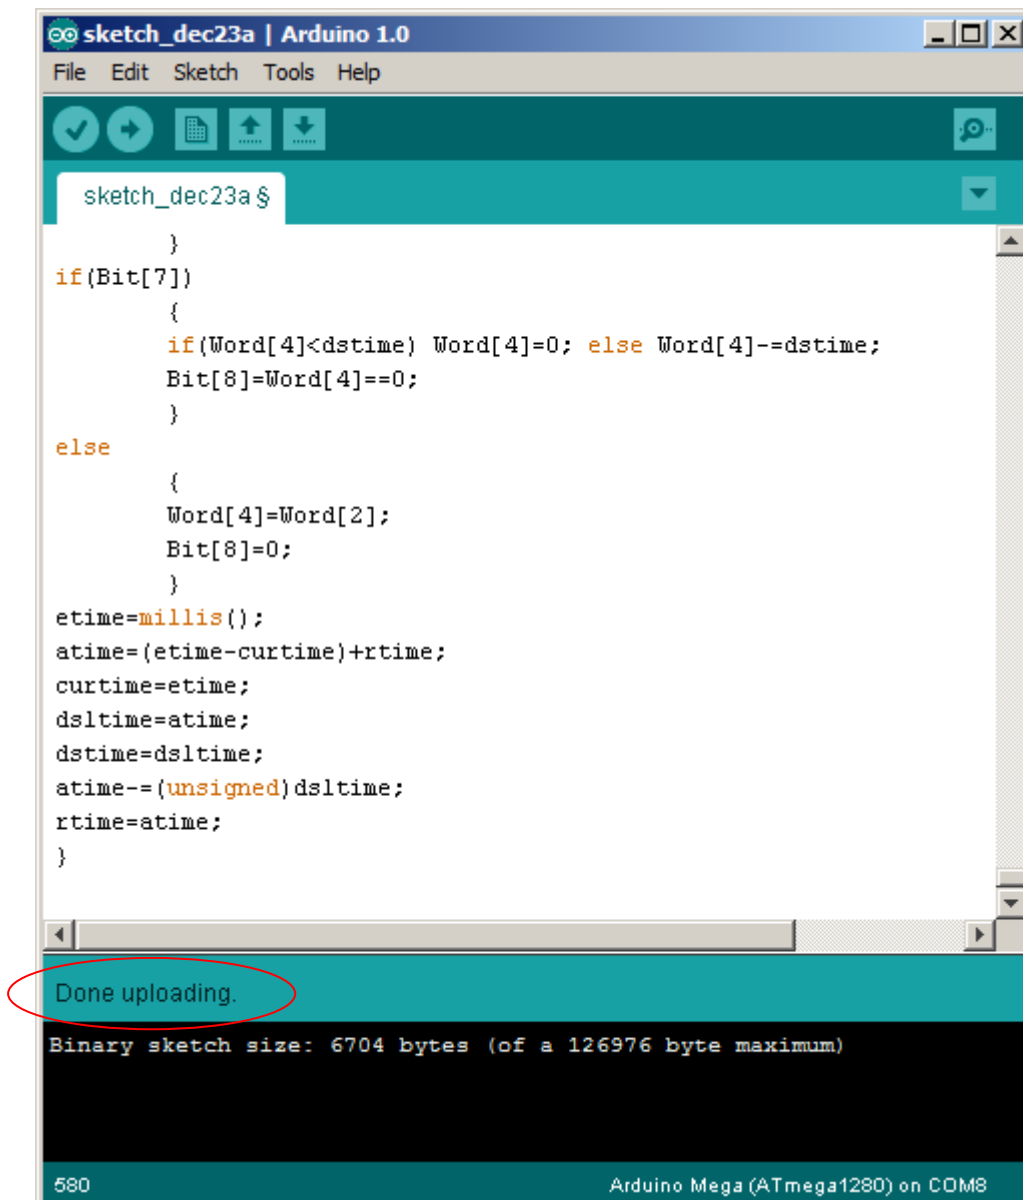 sketch_dec23a | Arduino 1.0
File Edit Sketch Tools Help
sketch_dec23a §
}
if(Bit[7])
{
if(Word[4]<dstime) Word[4]=0; else Word[4]-=dstime;
Bit[8]=Word[4]==0;
}
else
{
Word[4]=Word[2];
Bit[8]=0;
}
etime=millis();
atime=(etime-curtime)+rtime;
curtime=etime;
dsltime=atime;
dstime=dsltime;
atime-=(unsigned)dsltime;
rtime=atime;
}
Done uploading.
Binary sketch size: 6704 bytes (of a 126976 byte maximum)
580 Arduino Mega (ATmega1280) on COM8